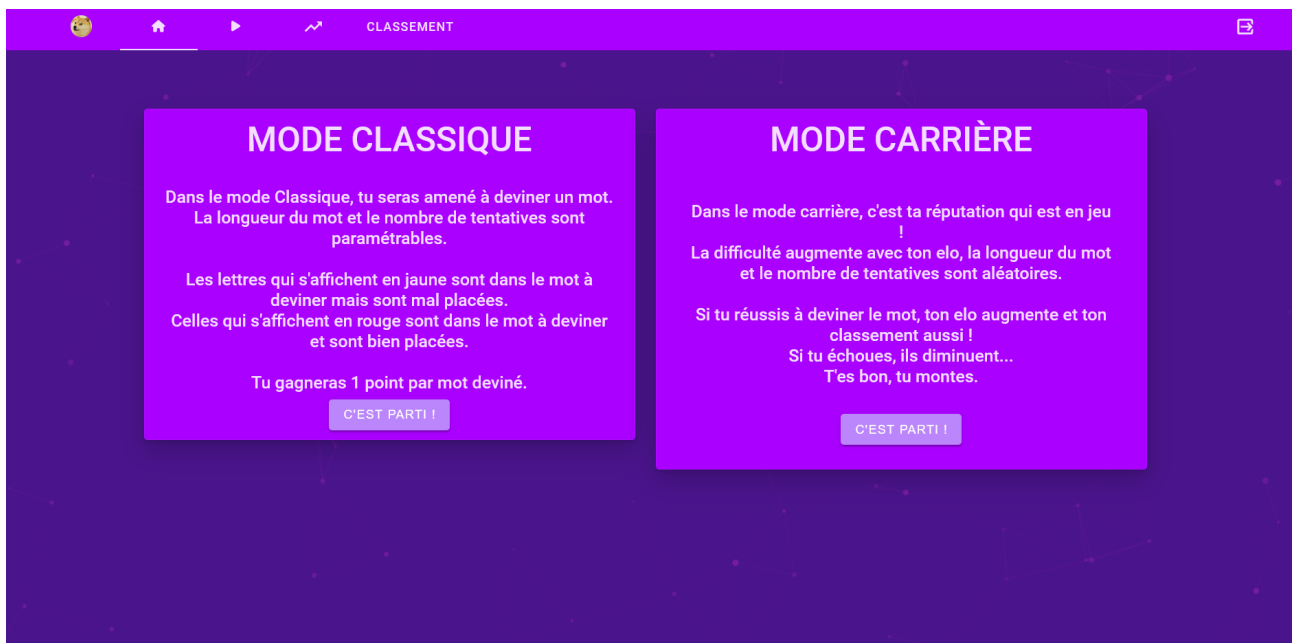 CLASSEMENT
MODE CLASSIQUE
Dans le mode Classique, tu seras amené à deviner un mot.
La longueur du mot et le nombre de tentatives sont
paramétrables.
Les lettres qui s'affichent en jaune sont dans le mot à
deviner mais sont mal placées.
Celles qui s'affichent en rouge sont dans le mot à deviner
et sont bien placées.
Tu gagneras 1 point par mot deviné.
C'EST PARTI !
MODE CARRIÈRE
Dans le mode carrière, c'est ta réputation qui est en jeu
!
La difficulté augmente avec ton elo, la longueur du mot
et le nombre de tentatives sont aléatoires.
Si tu réussis à deviner le mot, ton elo augmente et ton
classement aussi !
Si tu échoues, ils diminuent...
T'es bon, tu montes.
C'EST PARTI !